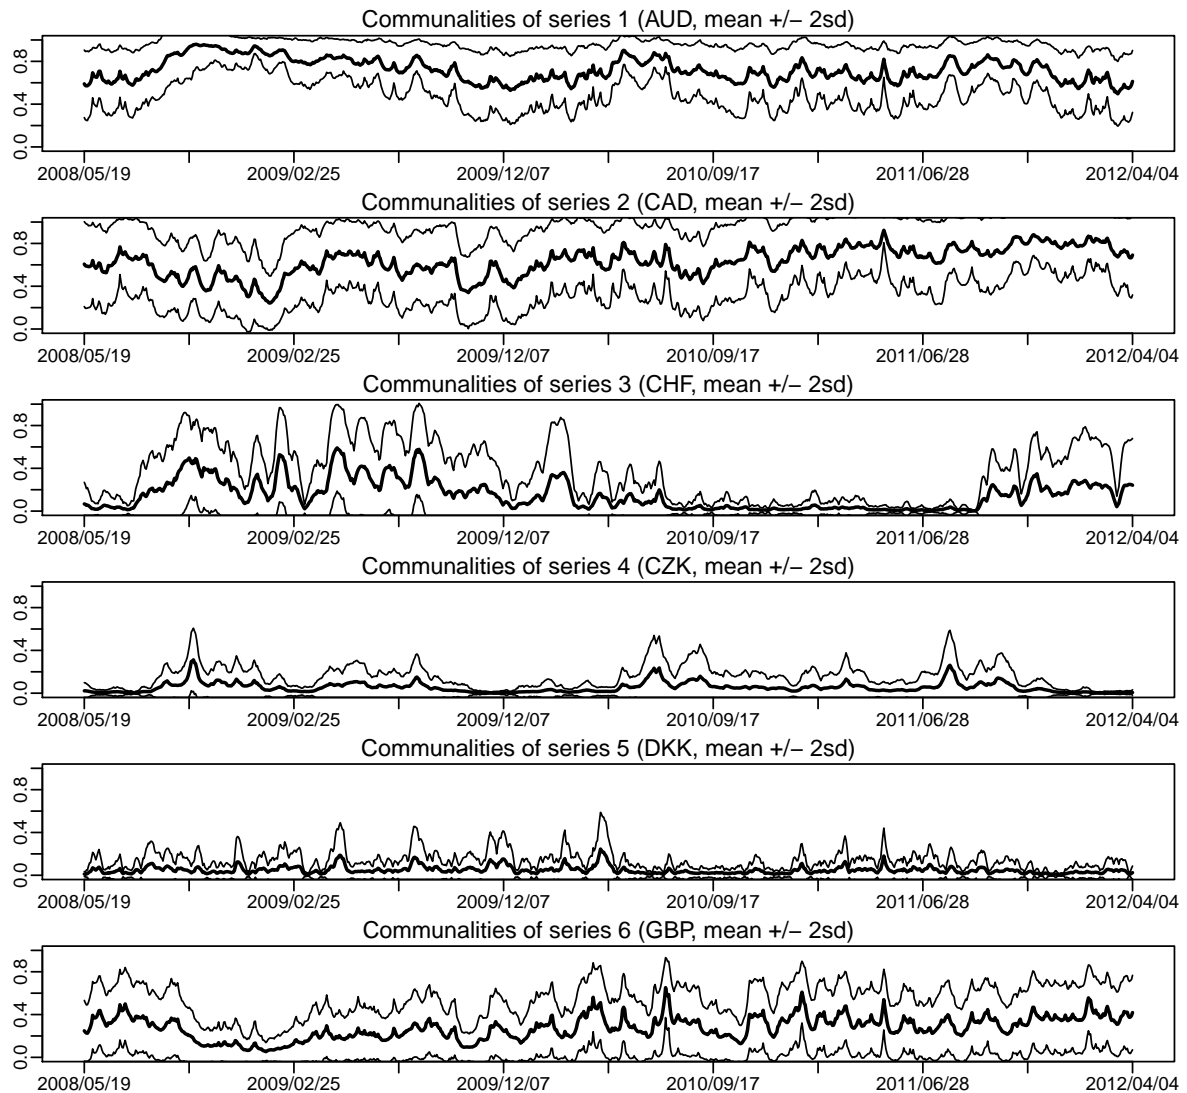 Communalities of series 1 (AUD, mean +/− 2sd)
0.0 0.4 0.8
2008/05/19 2009/02/25 2009/12/07 2010/09/17 2011/06/28 2012/04/04
Communalities of series 2 (CAD, mean +/− 2sd)
0.0 0.4 0.8
2008/05/19 2009/02/25 2009/12/07 2010/09/17 2011/06/28 2012/04/04
Communalities of series 3 (CHF, mean +/− 2sd)
0.0 0.4 0.8
2008/05/19 2009/02/25 2009/12/07 2010/09/17 2011/06/28 2012/04/04
Communalities of series 4 (CZK, mean +/− 2sd)
0.0 0.4 0.8
2008/05/19 2009/02/25 2009/12/07 2010/09/17 2011/06/28 2012/04/04
Communalities of series 5 (DKK, mean +/− 2sd)
0.0 0.4 0.8
2008/05/19 2009/02/25 2009/12/07 2010/09/17 2011/06/28 2012/04/04
Communalities of series 6 (GBP, mean +/− 2sd)
0.0 0.4 0.8
2008/05/19 2009/02/25 2009/12/07 2010/09/17 2011/06/28 2012/04/04